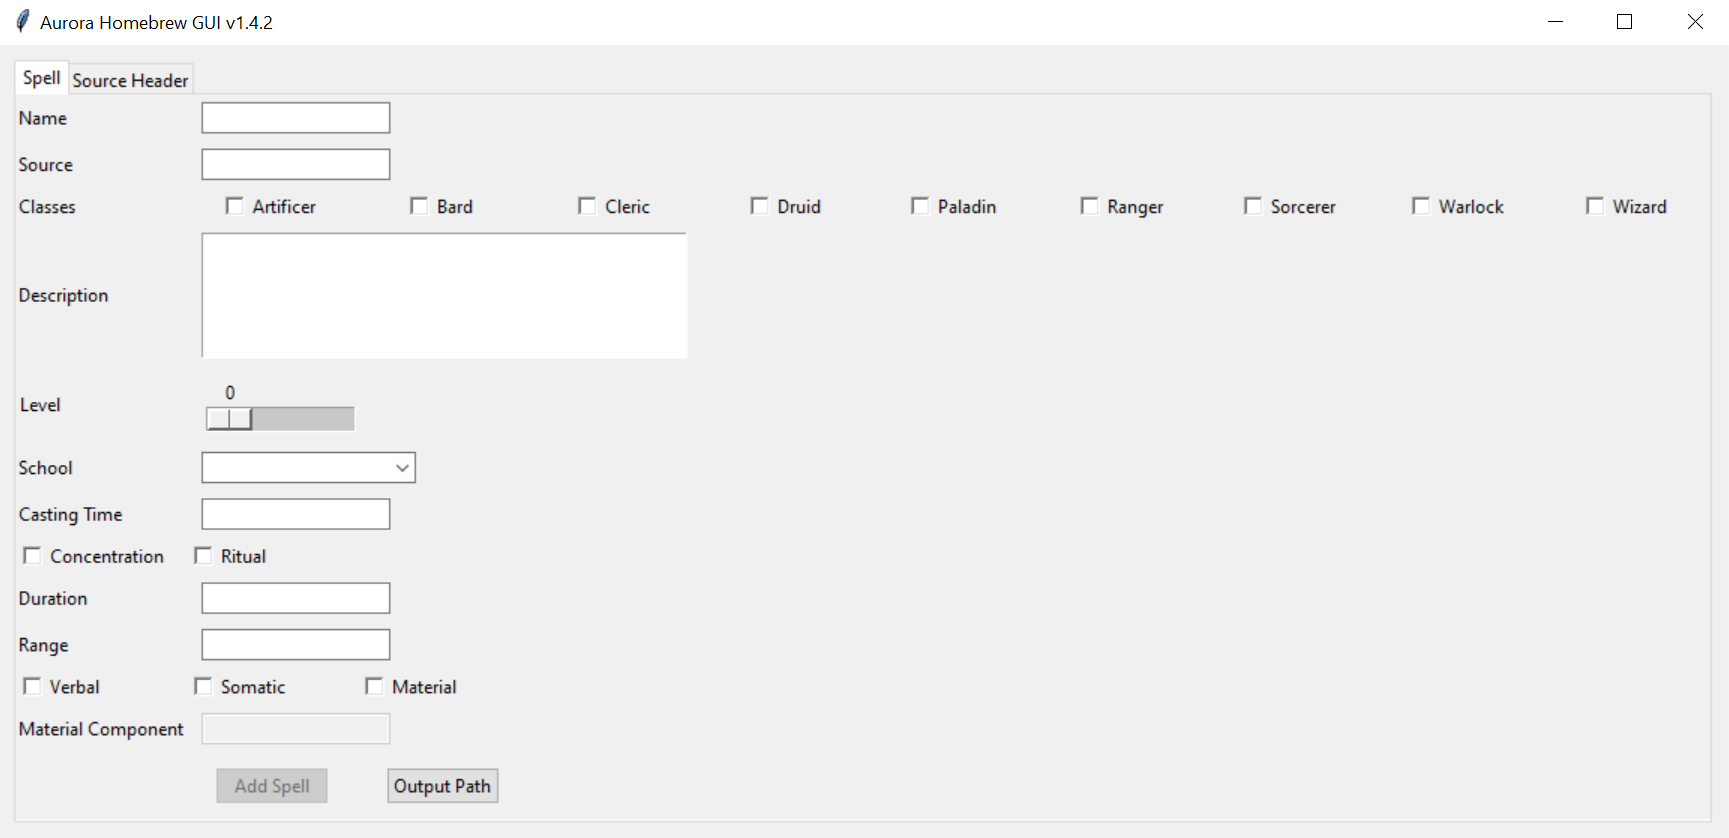 Aurora Homebrew GUI v1.4.2
Spell Source Header
Name
Source
Classes Artificer Bard Cleric Druid Paladin Ranger Sorcerer Warlock Wizard
Description
0
Level
School
Casting Time
Concentration Ritual
Duration
Range
Verbal Somatic Material
Material Component
Add Spell Output Path